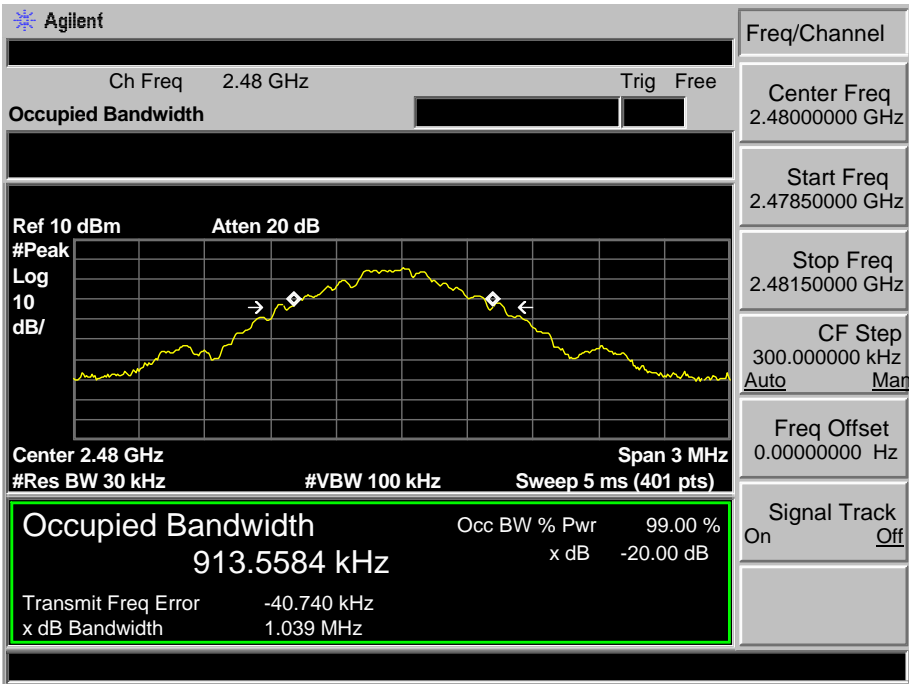 Agilent
Freq/Channel
Ch Freq 2.48 GHz Trig Free
Occupied Bandwidth
Center Freq
2.48000000 GHz
Start Freq
2.47850000 GHz
Stop Freq
2.48150000 GHz
CF Step
300.000000 kHz
Auto Man
Freq Offset
0.00000000 Hz
Signal Track
On Off
Ref 10 dBm Atten 20 dB
#Peak
Log
10
dB/
Center 2.48 GHz Span 3 MHz
#Res BW 30 kHz #VBW 100 kHz Sweep 5 ms (401 pts)
Occupied Bandwidth Occ BW % Pwr 99.00 %
913.5584 kHz x dB -20.00 dB
Transmit Freq Error -40.740 kHz
x dB Bandwidth 1.039 MHz